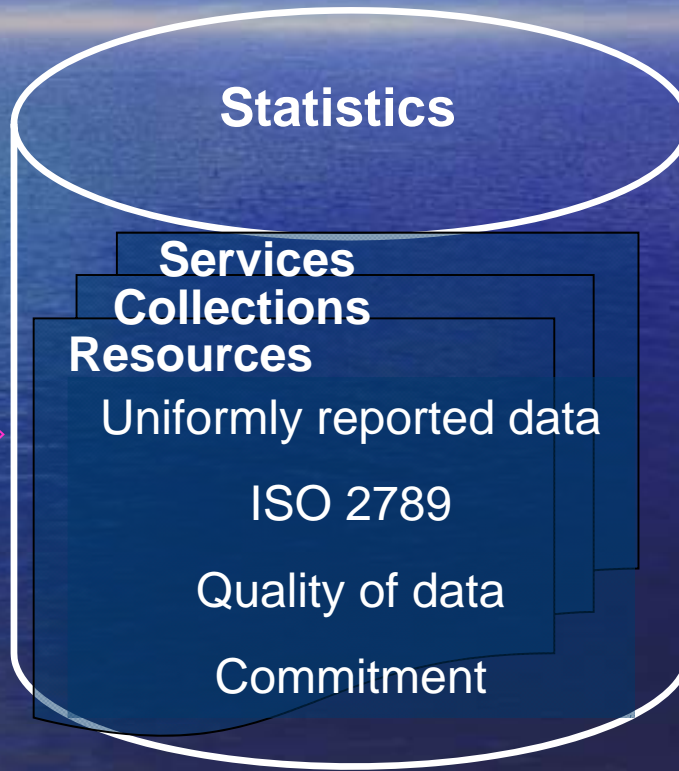 Statistics
Services
Collections
Resources
Uniformly reported data
ISO 2789
Quality of data
Commitment